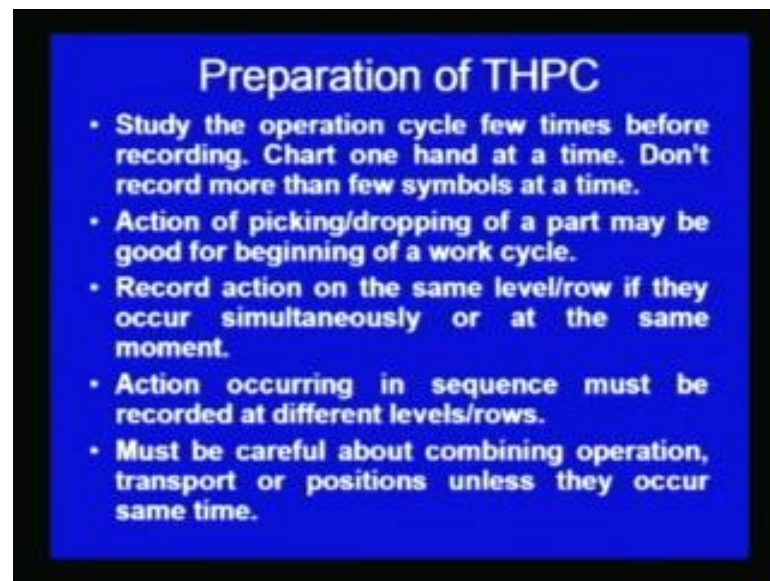 Preparation of THPC
• Study the operation cycle few times before
recording. Chart one hand at a time. Don't
record more than few symbols at a time.
• Action of picking/dropping of a part may be
good for beginning of a work cycle.
• Record action on the same level/row if they
occur simultaneously or at the same
moment.
• Action occurring in sequence must be
recorded at different levels/rows.
• Must be careful about combining operation,
transport or positions unless they occur
same time.